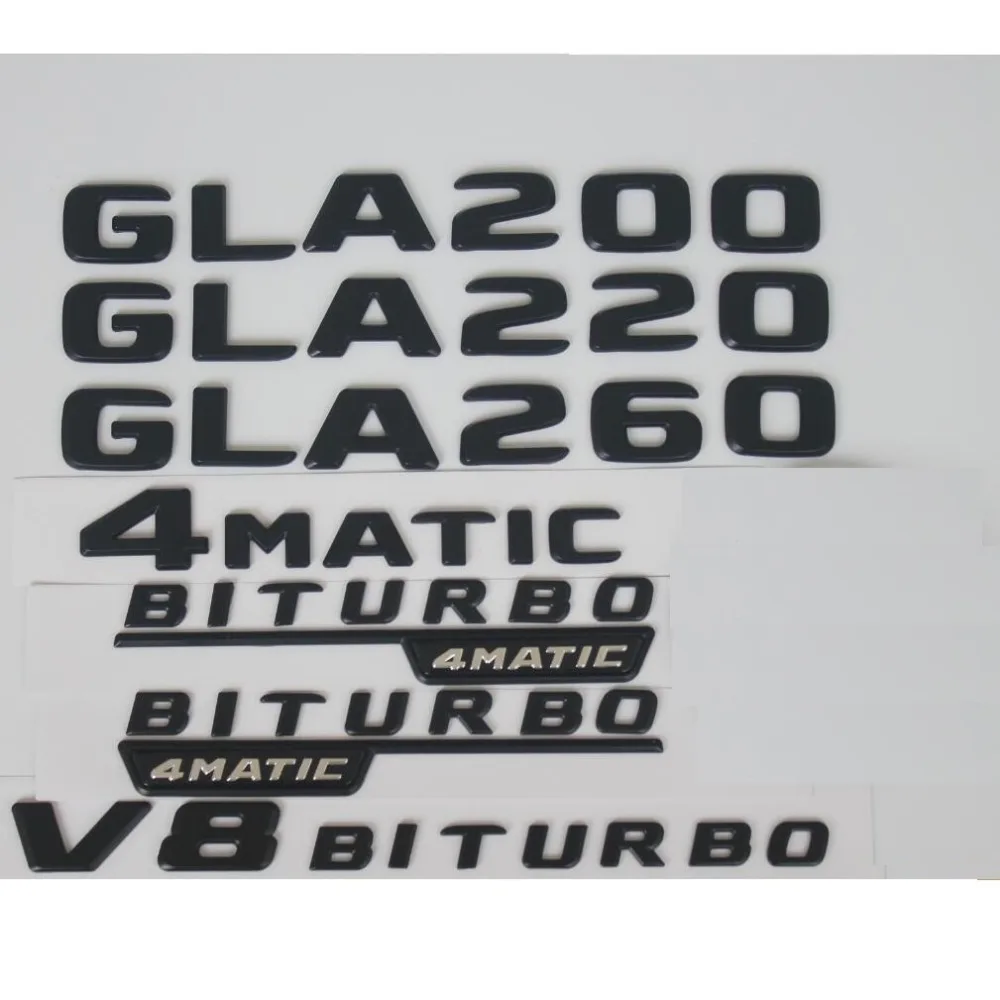 GLA200
GLA220
GLA260
4MATIC
BITURBO
4MATIC
BITURBO
4MATIC
V8 BITURBO